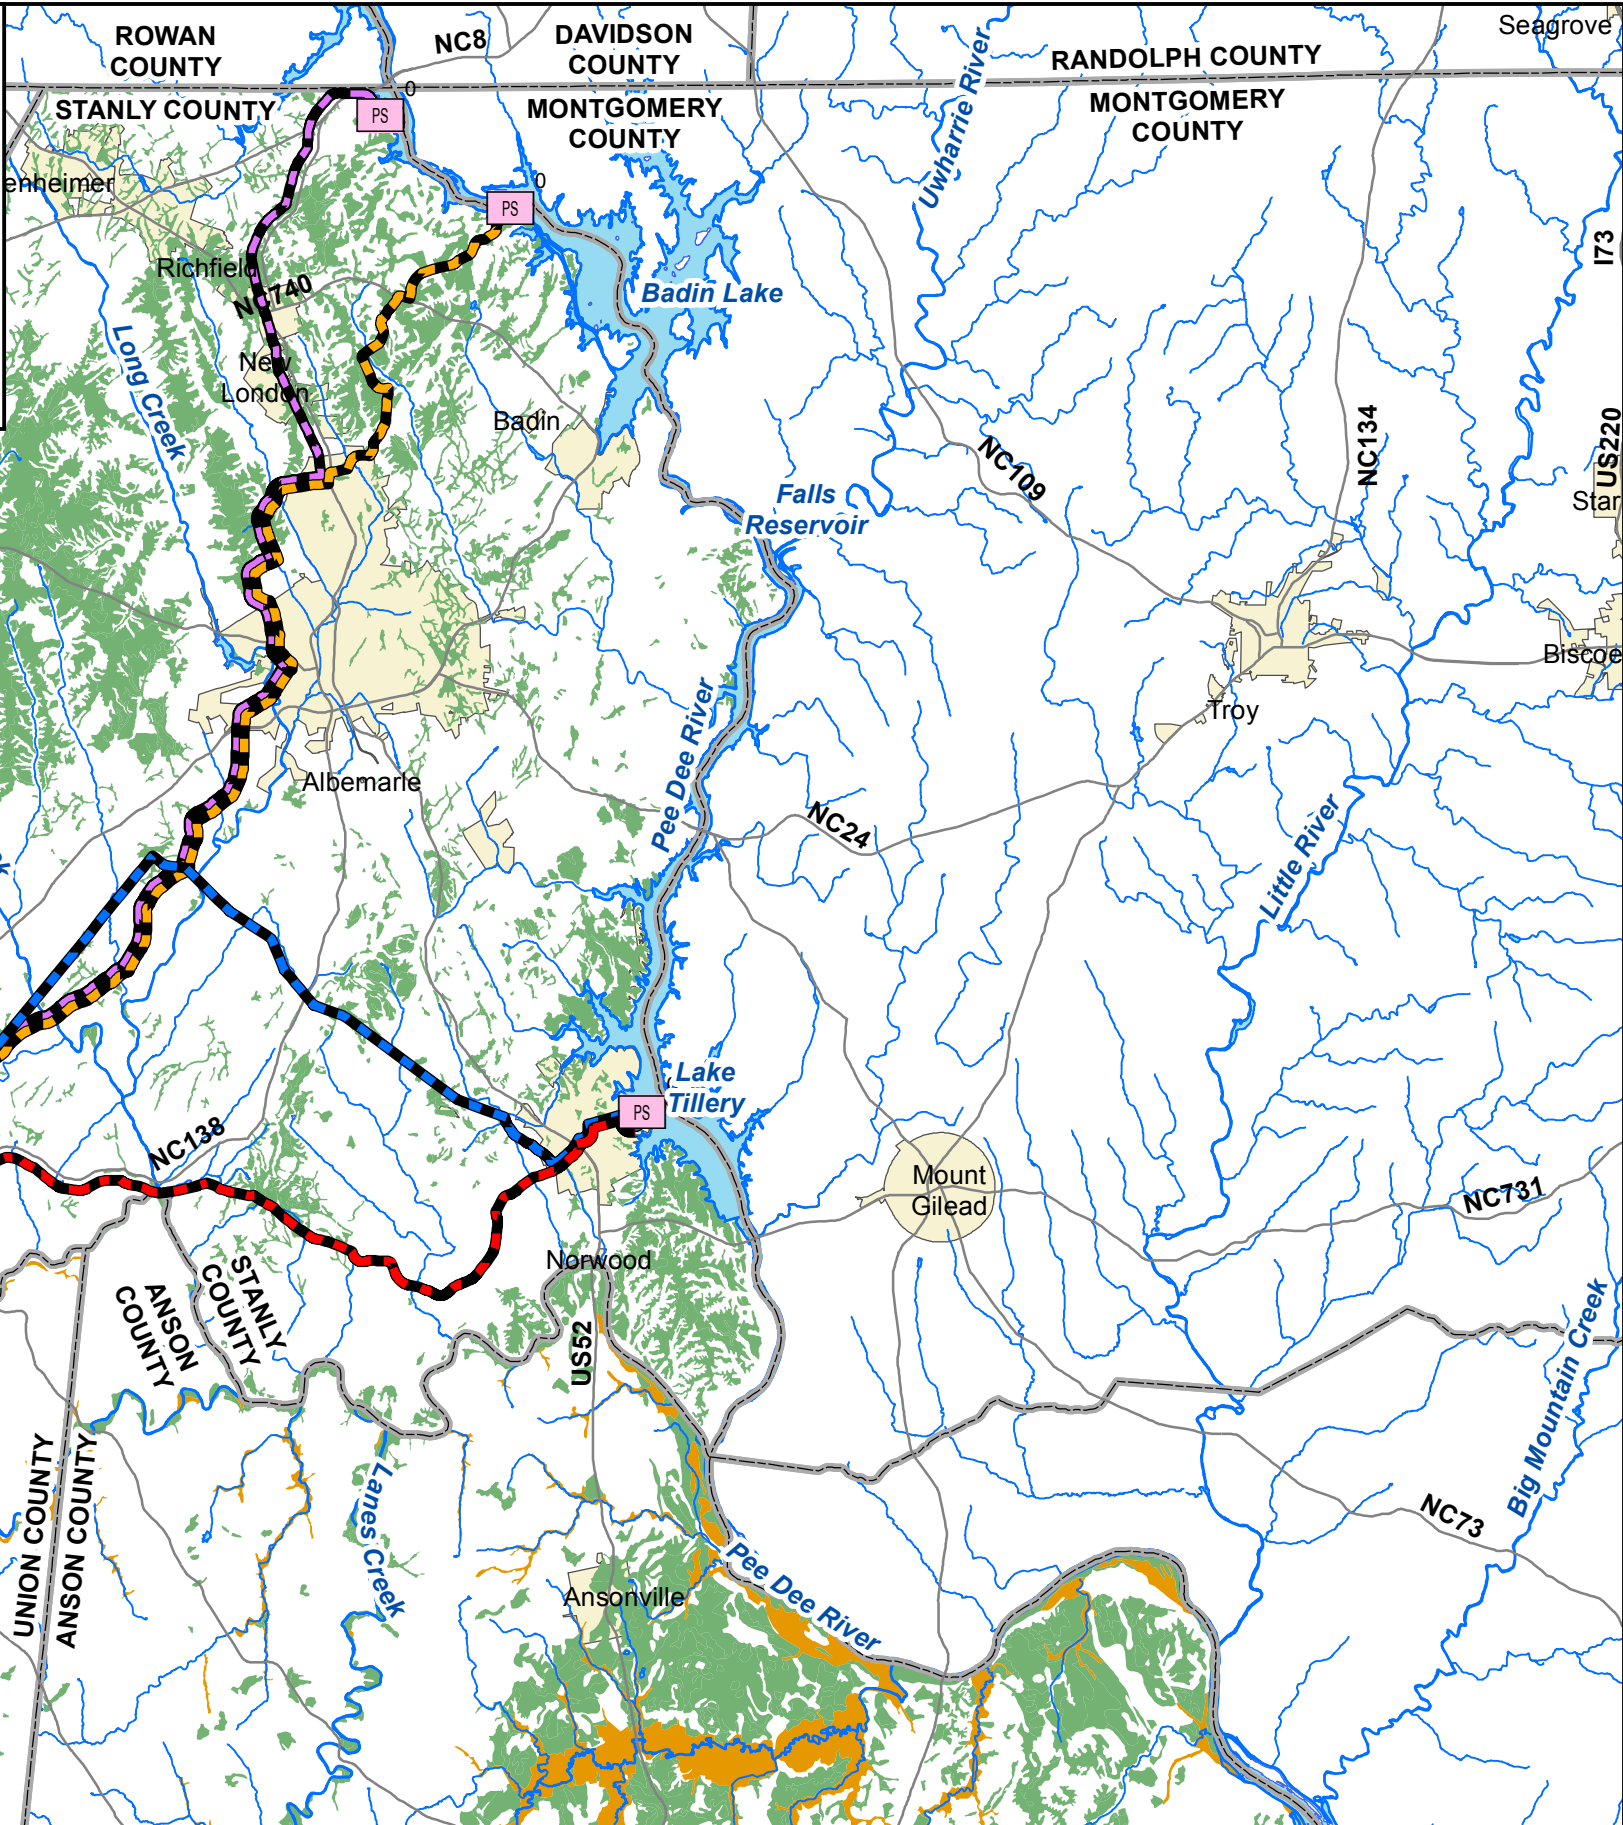 Seagrove
ROWAN
COUNTY
NC8
DAVIDSON
COUNTY
RANDOLPH COUNTY
STANLY COUNTY
0
PS
MONTGOMERY
COUNTY
MONTGOMERY
COUNTY
Uwharrie River
enheimer
0
PS
Richfield
NC740
I73
Badin Lake
Long Creek
New
London
Badin
NC109
NC134
US220
Star
Falls
Reservoir
Biscoe
Troy
Pee Dee River
Albemarle
NC24
Little River
k
Lake
Tillery
PS
NC138
Mount
Gilead
NC731
Norwood
STANLY
COUNTY
ANSON
COUNTY
US52
Big Mountain Creek
UNION COUNTY
ANSON COUNTY
Lanes Creek
NC73
Pee Dee River
Ansonville